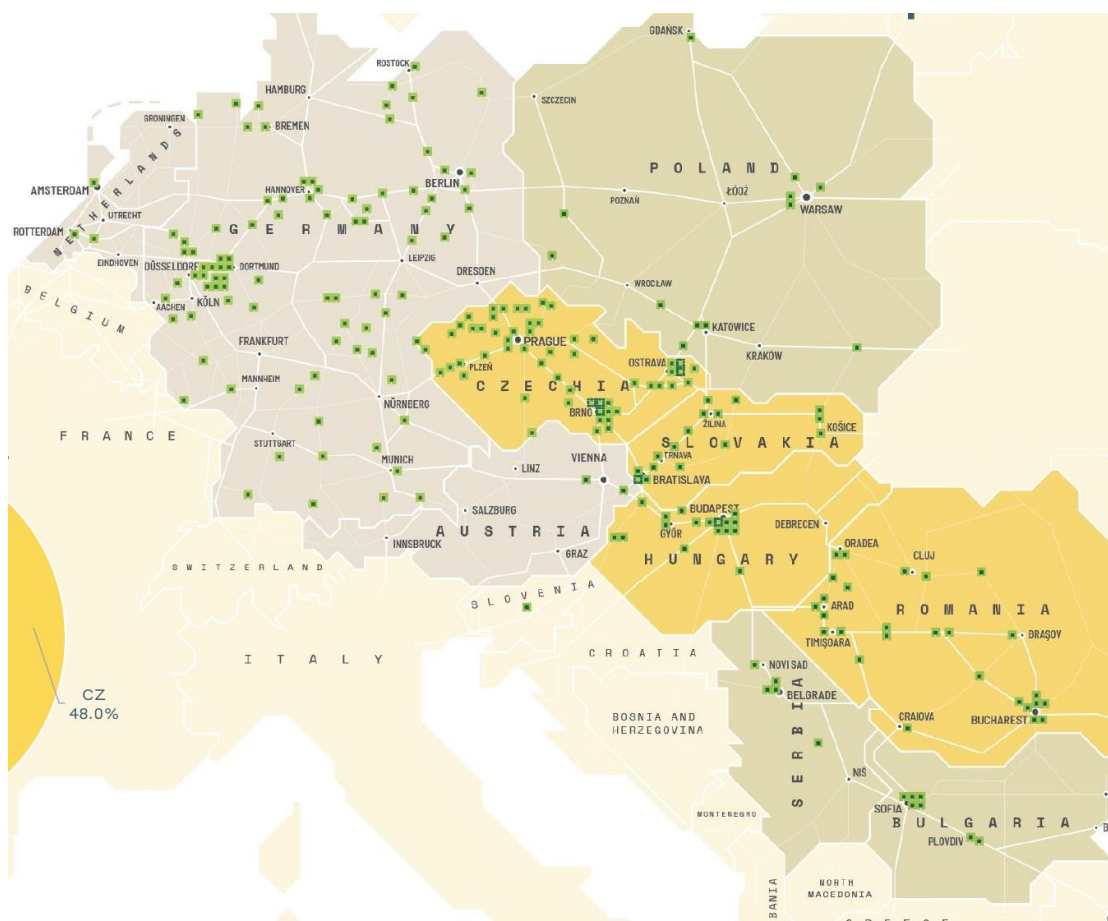 GDAŃSK
ROSTOCK
HAMBURG
SZCZECIN
GRONINGEN
BREMEN
NETHERLANDS
POLAND
BERLIN
AMSTERDAM
HANNOVER
POZNAŃ
ŁÓDŹ
WARSAW
UTRECHT
ROTTERDAM
GERMANY
EINDHOVEN
DÜSSELDORF
DORTMUND
LEIPZIG
DRESDEN
WROCŁAW
BELGIUM
AACHEN
KÖLN
KATOWICE
FRANKFURT
PRAGUE
KRAKÓW
PLZEŇ
OSTRAVA
MANNHEIM
CZECHIA
NÜRNBERG
BRNO
ŽILINA
KOŠICE
FRANCE
STUTTGART
SLOVAKIA
TRNAVA
MUNICH
LINZ
VIENNA
BRATISLAVA
SALZBURG
BUDAPEST
DEBRECEN
AUSTRIA
GYŐR
INNSBRUCK
GRAZ
HUNGARY
ORADEA
CLUJ
SWITZERLAND
SLOVENIA
ARAD
ROMANIA
TIMIȘOARA
BRAȘOV
ITALY
CROATIA
NOVI SAD
CZ
48.0%
BELGRADE
SERBIA
BOSNIA AND
HERZEGOVINA
CRAIOVA
BUCHAREST
NIŠ
SOFIA
MONTENEGRO
BULGARIA
B
PLOVDIV
NORTH
MACEDONIA
BANIA
GREECE